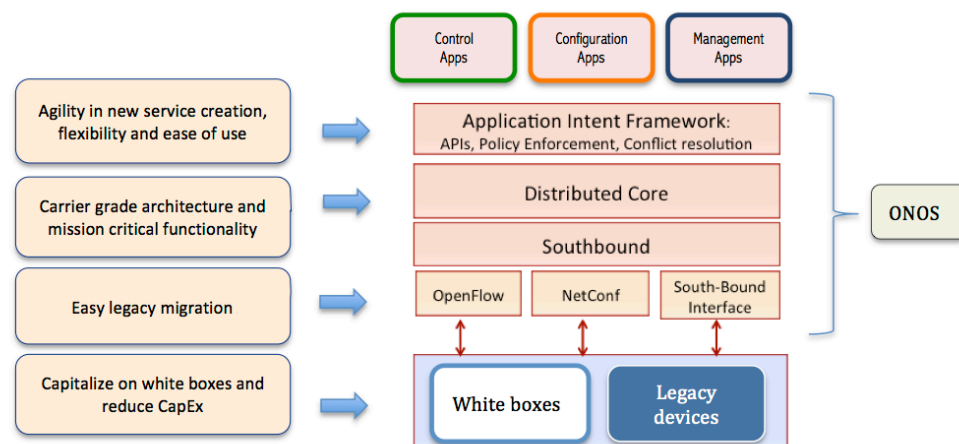 Control
Apps
Configuration
Apps
Management
Apps
Agility in new service creation,
flexibility and ease of use
Application Intent Framework:
APIs, Policy Enforcement, Conflict resolution
Carrier grade architecture and
mission critical functionality
Distributed Core
ONOS
Southbound
Easy legacy migration
OpenFlow
NetConf
South-Bound
Interface
Capitalize on white boxes and
reduce CapEx
White boxes
Legacy
devices